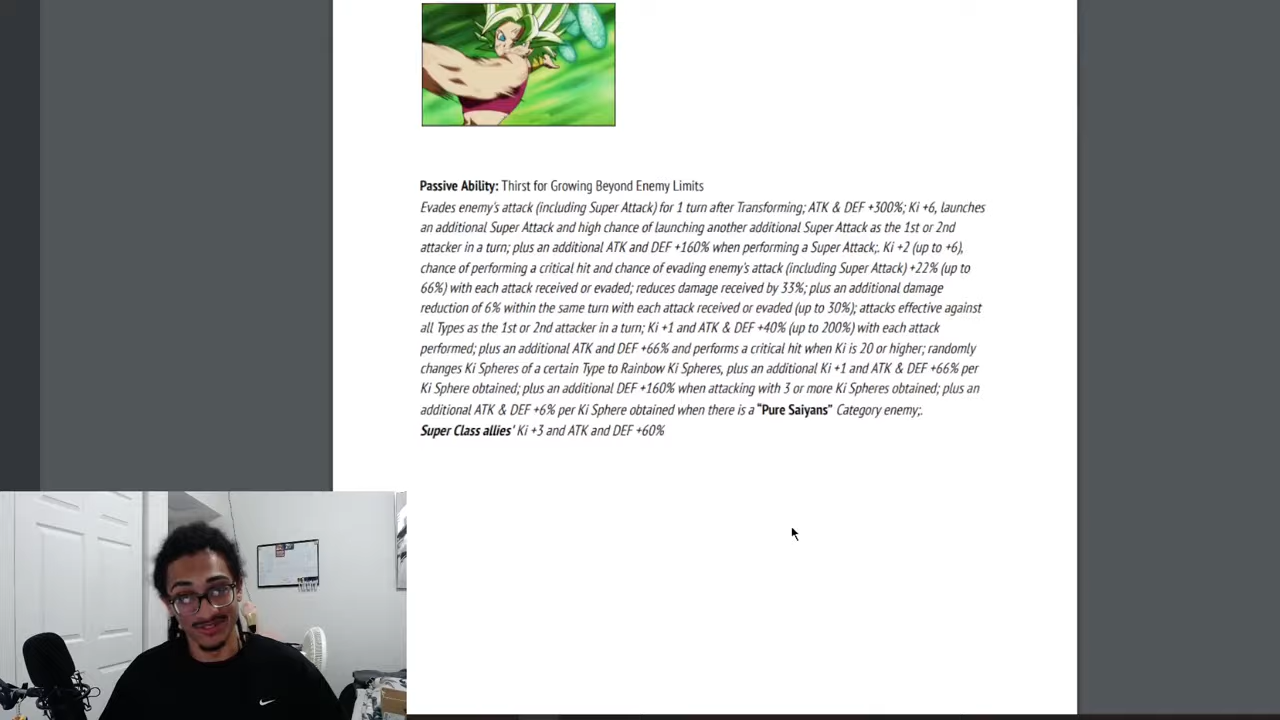 Passive Ability: Thirst for Growing Beyond Enemy Limits
Evades enemy's attack (including Super Attack) for 1 turn after Transforming; ATK & DEF +300%; Ki +6, launches
an additional Super Attack and high chance of launching another additional Super Attack as the 1st or 2nd
attacker in a turn; plus an additional ATK and DEF +160% when performing a Super Attack;. Ki +2 (up to +6),
chance of performing a critical hit and chance of evading enemy's attack (including Super Attack) +22% (up to
66%) with each attack received or evaded; reduces damage received by 33%; plus an additional damage
reduction of 6% within the same turn with each attack received or evaded (up to 30%); attacks effective against
all Types as the 1st or 2nd attacker in a turn; Ki +1 and ATK & DEF +40% (up to 200%) with each attack
performed; plus an additional ATK and DEF +66% and performs a critical hit when Ki is 20 or higher; randomly
changes Ki Spheres of a certain Type to Rainbow Ki Spheres, plus an additional Ki +1 and ATK & DEF +66% per
Ki Sphere obtained; plus an additional DEF +160% when attacking with 3 or more Ki Spheres obtained; plus an
additional ATK & DEF +6% per Ki Sphere obtained when there is a “Pure Saiyans” Category enemy;.
Super Class allies' Ki +3 and ATK and DEF +60%